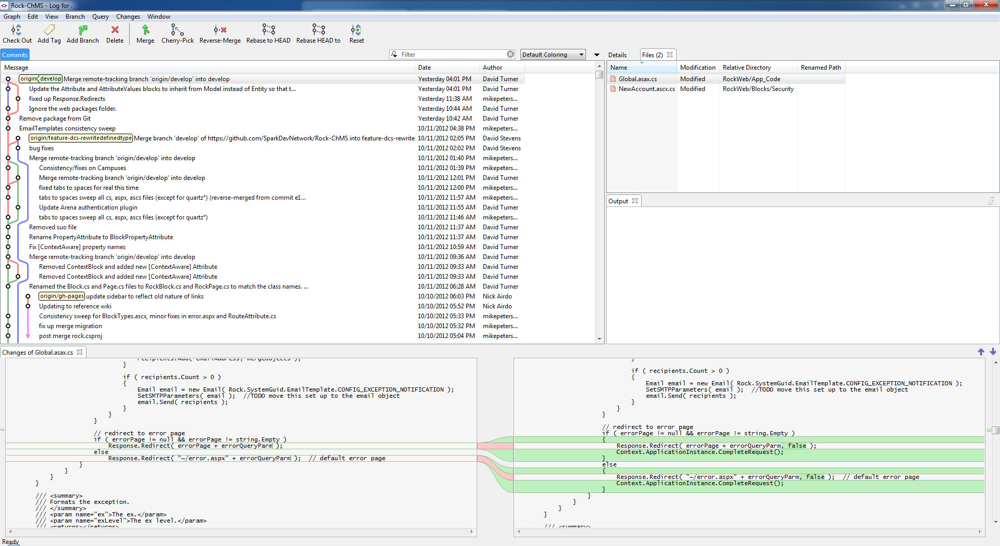 Rock-ChMS - Log for .
Graph Edit View Branch Query Changes Window
Check Out Add Tag Add Branch Delete Merge Cherry-Pick Reverse-Merge Rebase to HEAD Rebase HEAD to Reset
Commits Filter Default Coloring
Message Date Author
origin develop Merge remote-tracking branch 'origin/develop' into develop Yesterday 04:01 PM David Turner
Update the Attribute and AttributeValues blocks to inherit from Model instead of Entity so that t... Yesterday 04:01 PM David Turner
fixed up Response.Redirects Yesterday 11:38 AM mikepeters...
Ignore the web packages folder. Yesterday 10:44 AM David Turner
Remove package from Git Yesterday 10:42 AM David Turner
EmailTemplates consistency sweep 10/11/2012 04:38 PM mikepeters...
origin/feature-dcs-rewritedefinedtype Merge branch 'develop' of https://github.com/SparkDevNetwork/Rock-ChMS into feature-dcs-rewrite 10/11/2012 02:05 PM David Stevens
bug fixes 10/11/2012 02:02 PM David Stevens
Merge remote-tracking branch 'origin/develop' into develop 10/11/2012 01:40 PM mikepeters...
Consistency/fixes on Campuses 10/11/2012 01:39 PM mikepeters...
Merge remote-tracking branch 'origin/develop' into develop 10/11/2012 12:01 PM mikepeters...
fixed tabs to spaces for real this time 10/11/2012 12:00 PM mikepeters...
tabs to spaces sweep all cs, aspx, ascs files (except for quartz*) (reverse-merged from commit e1... 10/11/2012 11:57 AM mikepeters...
Update Arena authentication plugin 10/11/2012 11:55 AM David Turner
tabs to spaces sweep all cs, aspx, ascs files (except for quartz*) 10/11/2012 11:46 AM mikepeters...
Removed suo file 10/11/2012 11:37 AM David Turner
Rename PropertyAttribute to BlockPropertyAttribute 10/11/2012 11:37 AM David Turner
Fix [ContextAware] property names 10/11/2012 10:59 AM David Turner
Merge remote-tracking branch 'origin/develop' into develop 10/11/2012 09:36 AM David Turner
Removed ContextBlock and added new [ContextAware] Attribute 10/11/2012 09:33 AM David Turner
Removed ContextBlock and added new [ContextAware] Attribute 10/11/2012 09:33 AM David Turner
Renamed the Block.cs and Page.cs files to RockBlock.cs and RockPage.cs to match the class names. ... 10/11/2012 06:28 AM David Turner
origin/gh-pages update sidebar to reflect old nature of links 10/10/2012 06:03 PM Nick Airdo
Updating to reference wiki 10/10/2012 05:52 PM Nick Airdo
Consistency sweep for BlockTypes.ascx, minor fixes in error.aspx and RouteAttribute.cs 10/10/2012 05:33 PM mikepeters...
fix up merge migration 10/10/2012 05:32 PM mikepeters...
post merge rock.csproj 10/10/2012 05:04 PM mikepeters...
Details Files (2)
Name Modification Relative Directory Renamed Path
Global.asax.cs Modified RockWeb/App_Code
NewAccount.ascx.cs Modified RockWeb/Blocks/Security
Output
Changes of Global.asax.cs
recipients.Add( emailAddress, mergeObjects );
}
if ( recipients.Count > 0 )
{
Email email = new Email( Rock.SystemGuid.EmailTemplate.CONFIG_EXCEPTION_NOTIFICATION );
SetSMTPParameters( email ); //TODO move this set up to the email object
email.Send( recipients );
}
}
}
// redirect to error page
if ( errorPage != null && errorPage != string.Empty )
Response.Redirect( errorPage + errorQueryParm );
else
Response.Redirect( "~/error.aspx" + errorQueryParm ); // default error page
}
}
}
}
/// <summary>
/// Formats the exception.
/// </summary>
/// <param name="ex">The ex.</param>
/// <param name="exLevel">The ex level.</param>
/// <returns></returns>
}
if ( recipients.Count > 0 )
{
Email email = new Email( Rock.SystemGuid.EmailTemplate.CONFIG_EXCEPTION_NOTIFICATION );
SetSMTPParameters( email ); //TODO move this set up to the email object
email.Send( recipients );
}
}
}
// redirect to error page
if ( errorPage != null && errorPage != string.Empty )
{
Response.Redirect( errorPage + errorQueryParm, false );
Context.ApplicationInstance.CompleteRequest();
}
else
{
Response.Redirect( "~/error.aspx" + errorQueryParm, false ); // default error page
Context.ApplicationInstance.CompleteRequest();
}
}
}
}
}
/// <summary>
Ready